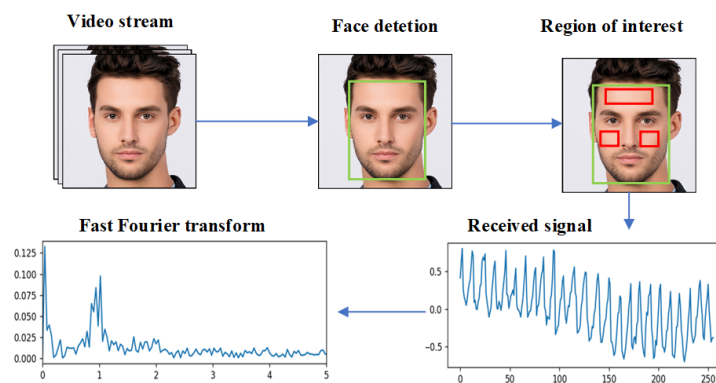 Video stream
Face detetion
Region of interest
Fast Fourier transform
Received signal
0.125
0.100
0.075
0.050
0.025
0.000
0 1 2 3 4 5
0.5
0.0
−0.5
0 50 100 150 200 250